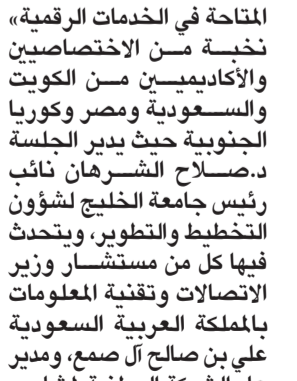 المتاحة في الخدمات الرقمية»
نخبة من الاختصاصيين
والأكاديميين من الكويت
والسعودية ومصر وكوريا
الجنوبية حيث يدير الجلسة
د.صلاح الشرهان نائب
رئيس جامعة الخليج لشؤون
التخطيط والتطوير، ويتحدث
فيها كل من مستشار وزير
الاتصالات وتقنية المعلومات
بالمملكة العربية السعودية
علي بن صالح آل صمع، ومدير